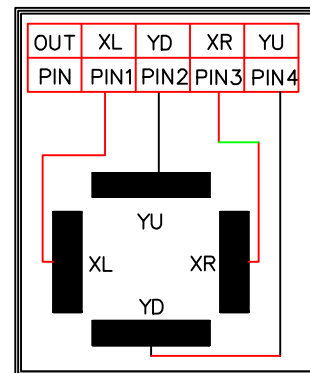 OUT XL YD XR YU
PIN PIN1 PIN2 PIN3 PIN4
YU
XL
XR
YD